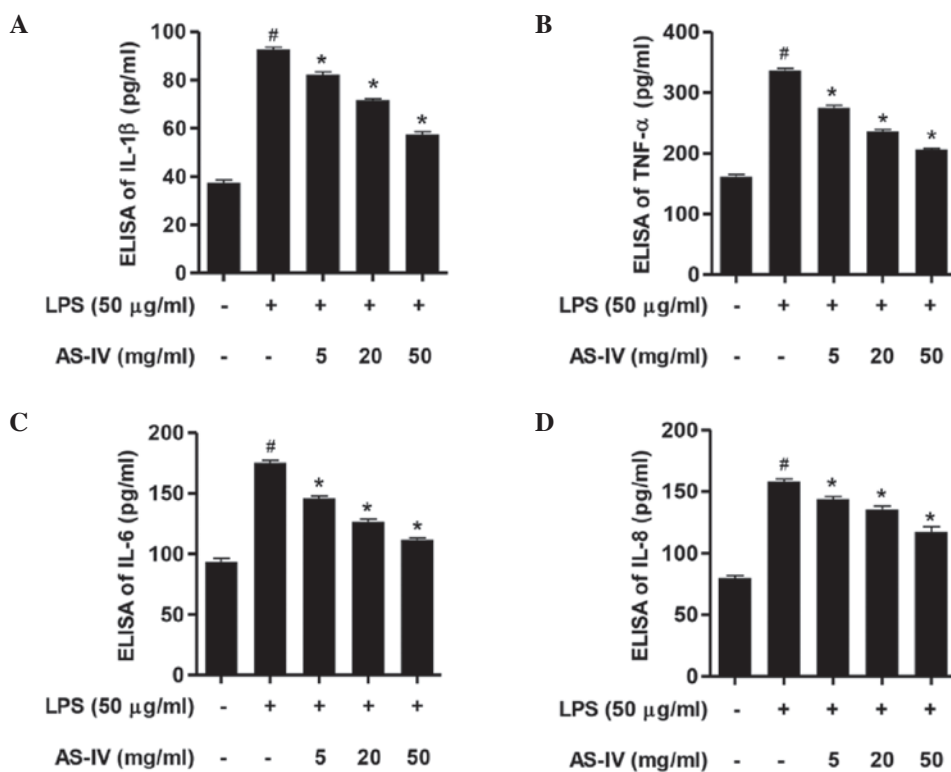 A
ELISA of IL-1β (pg/ml)
100
80
60
40
20
0
#
*
*
*
LPS (50 μg/ml) - + + + +
AS-IV (mg/ml) - - 5 20 50
B
ELISA of TNF-α (pg/ml)
400
300
200
100
0
#
*
*
*
LPS (50 μg/ml) - + + + +
AS-IV (mg/ml) - - 5 20 50
C
ELISA of IL-6 (pg/ml)
200
150
100
50
0
#
*
*
*
LPS (50 μg/ml) - + + + +
AS-IV (mg/ml) - - 5 20 50
D
ELISA of IL-8 (pg/ml)
200
150
100
50
0
#
*
*
*
LPS (50 μg/ml) - + + + +
AS-IV (mg/ml) - - 5 20 50